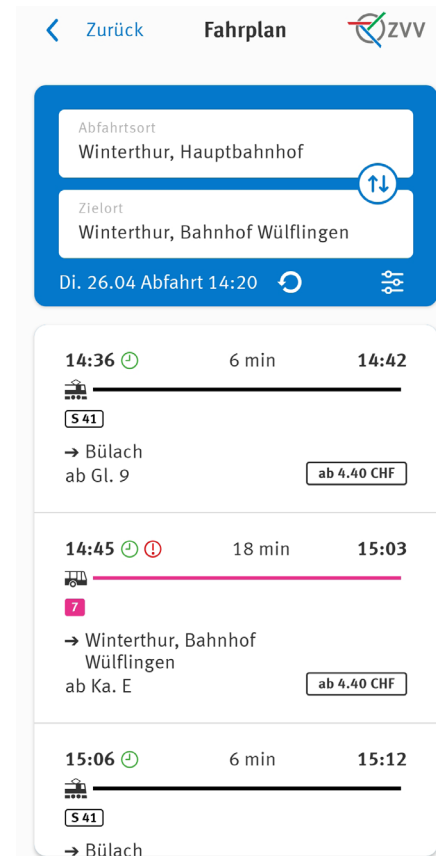 Zurück Fahrplan ZVV
Abfahrtsort
Winterthur, Hauptbahnhof
Zielort
Winterthur, Bahnhof Wülflingen
Di. 26.04 Abfahrt 14:20
14:36 6 min 14:42
S 41
→ Bülach
ab Gl. 9 ab 4.40 CHF
14:45 18 min 15:03
7
→ Winterthur, Bahnhof
Wülflingen
ab Ka. E ab 4.40 CHF
15:06 6 min 15:12
S 41
→ Bülach